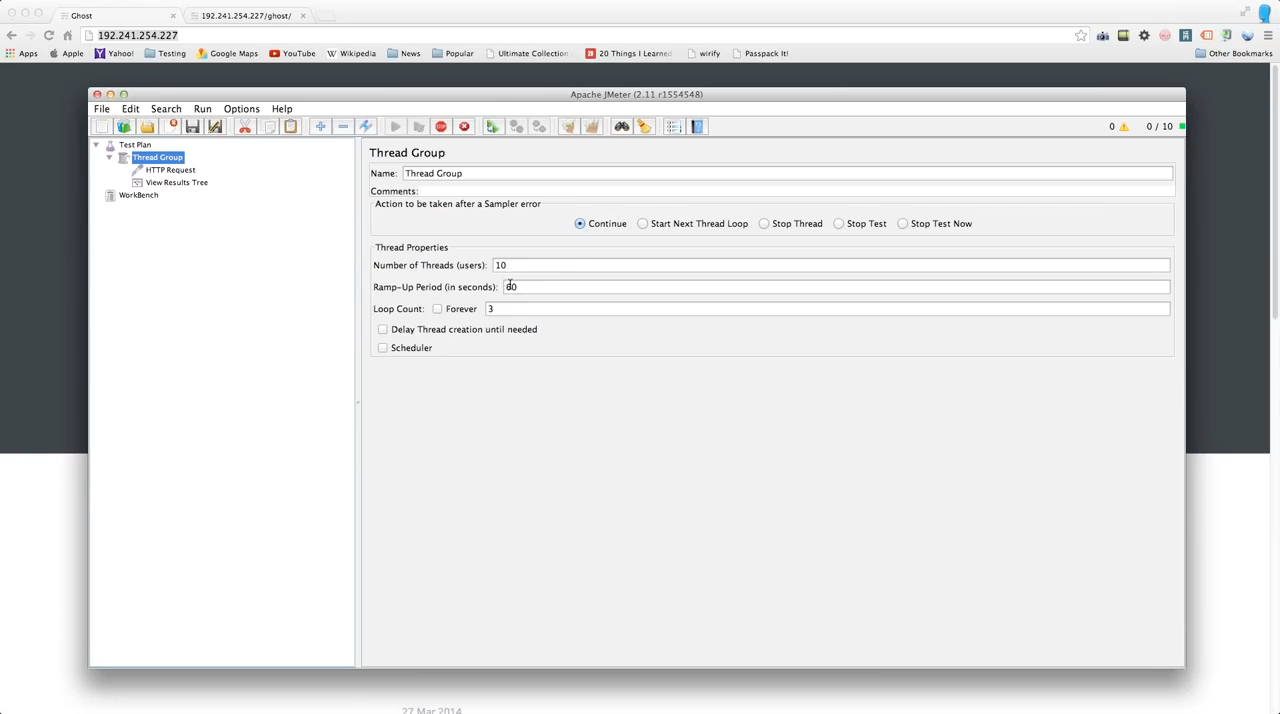 Ghost
192.241.254.227/ghost/
192.241.254.227
Apps Apple Yahoo! Testing Google Maps YouTube Wikipedia News Popular Ultimate Collection 20 Things I Learned wirify Passpack It! Other Bookmarks
Apache JMeter (2.11 r1554548)
File Edit Search Run Options Help
0 0 / 10
Test Plan
Thread Group
HTTP Request
View Results Tree
WorkBench
Thread Group
Name: Thread Group
Comments:
Action to be taken after a Sampler error
Continue Start Next Thread Loop Stop Thread Stop Test Stop Test Now
Thread Properties
Number of Threads (users): 10
Ramp-Up Period (in seconds): 60
Loop Count: Forever 3
Delay Thread creation until needed
Scheduler
27 Mar 2014